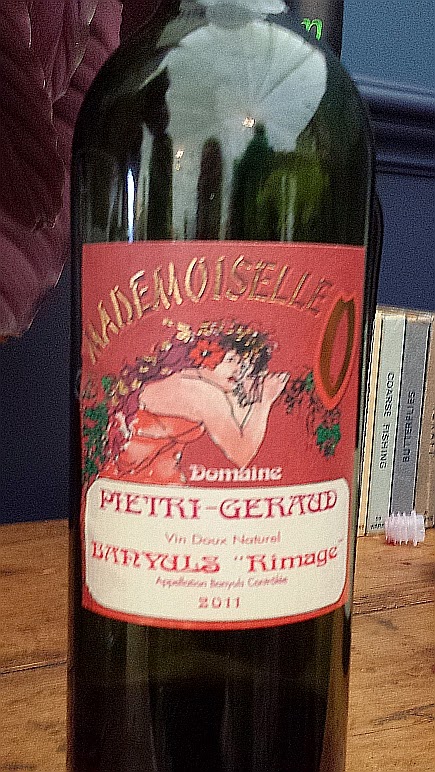 n
MADEMOISELLE O
Domaine
PIETRI-GERAUD
Vin Doux Naturel
BANYULS "Rimage"
Appellation Banyuls Contrôlée
2011
COARSE FISHING
BUTTERFLIES